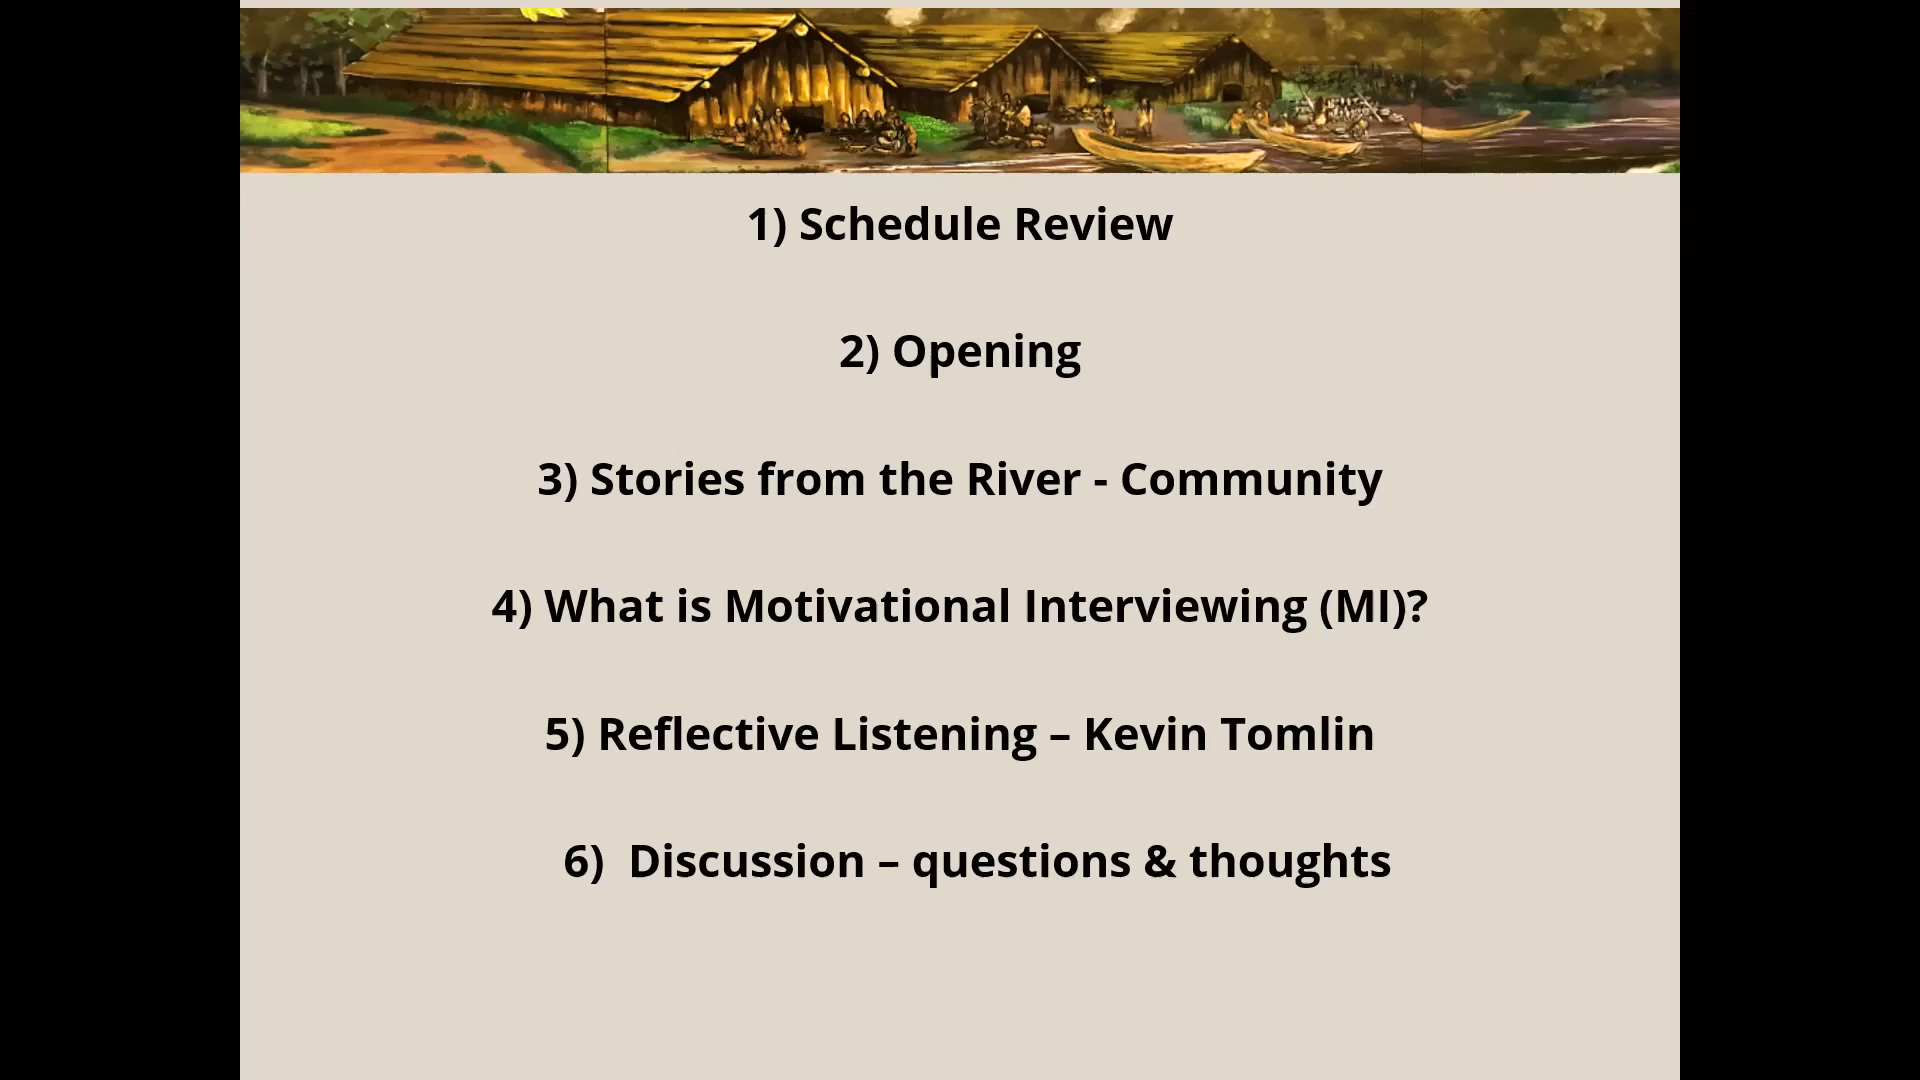 1) Schedule Review
2) Opening
3) Stories from the River - Community
4) What is Motivational Interviewing (MI)?
5) Reflective Listening – Kevin Tomlin
6)  Discussion – questions & thoughts